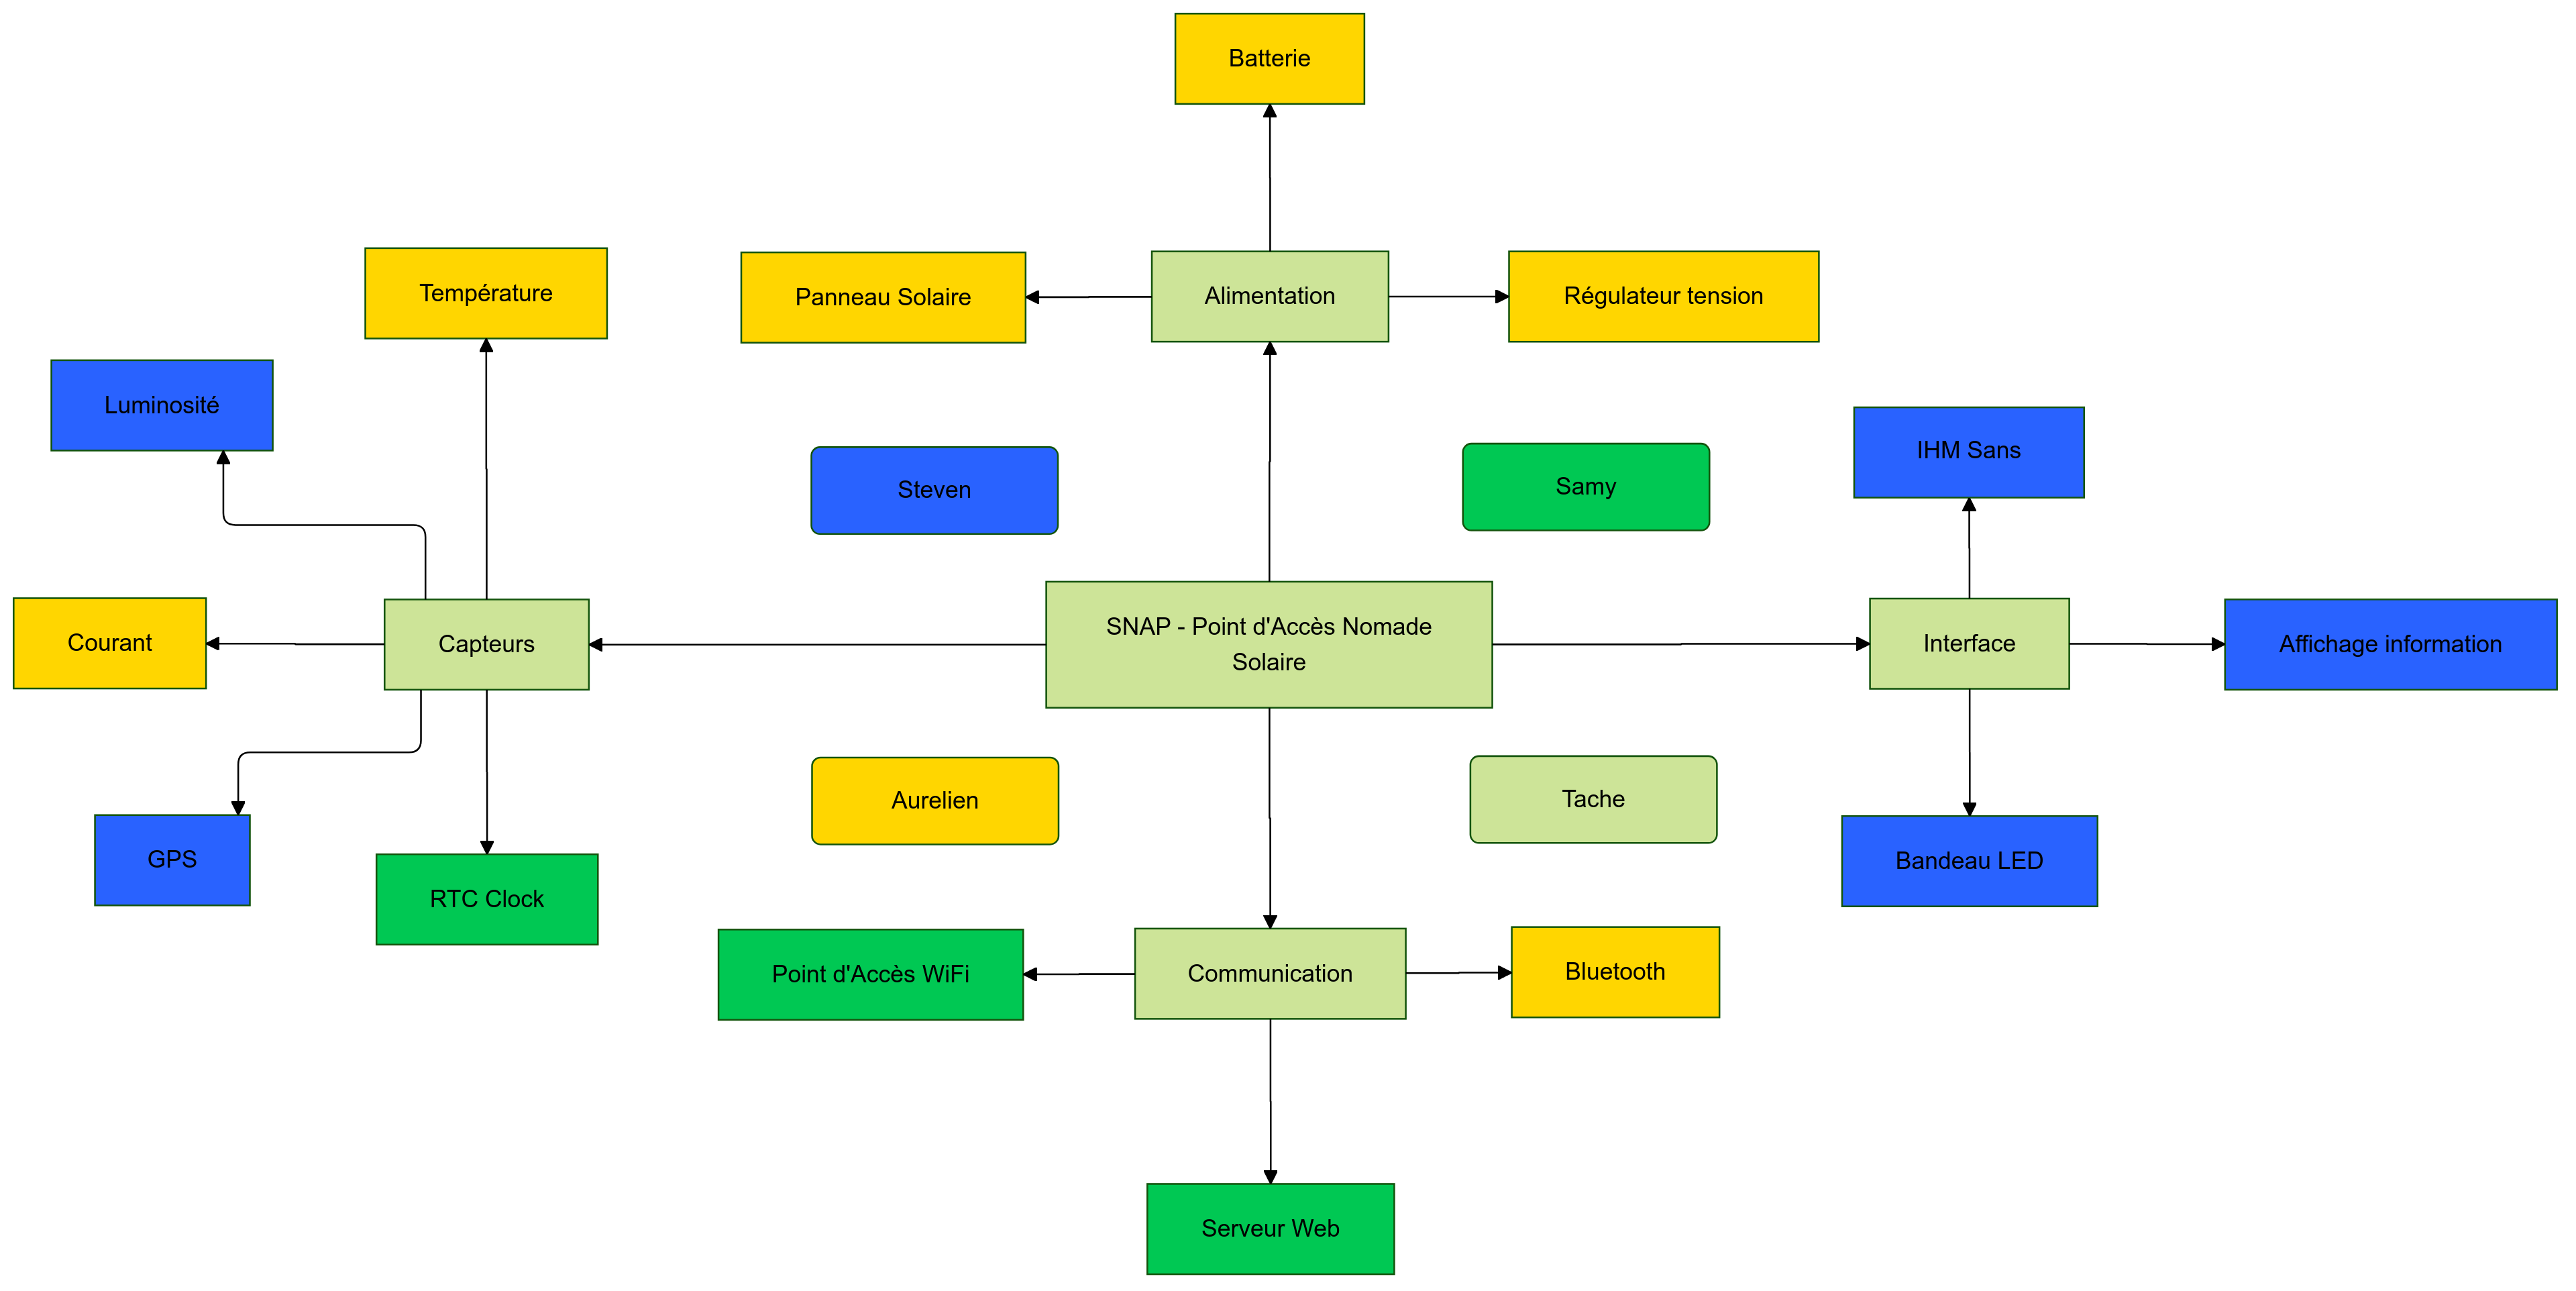 Batterie
Température
Panneau Solaire
Alimentation
Régulateur tension
Luminosité
Steven
Samy
IHM Sans
Courant
Capteurs
SNAP - Point d'Accès Nomade
Solaire
Interface
Affichage information
Aurelien
Tache
GPS
RTC Clock
Bandeau LED
Point d'Accès WiFi
Communication
Bluetooth
Serveur Web